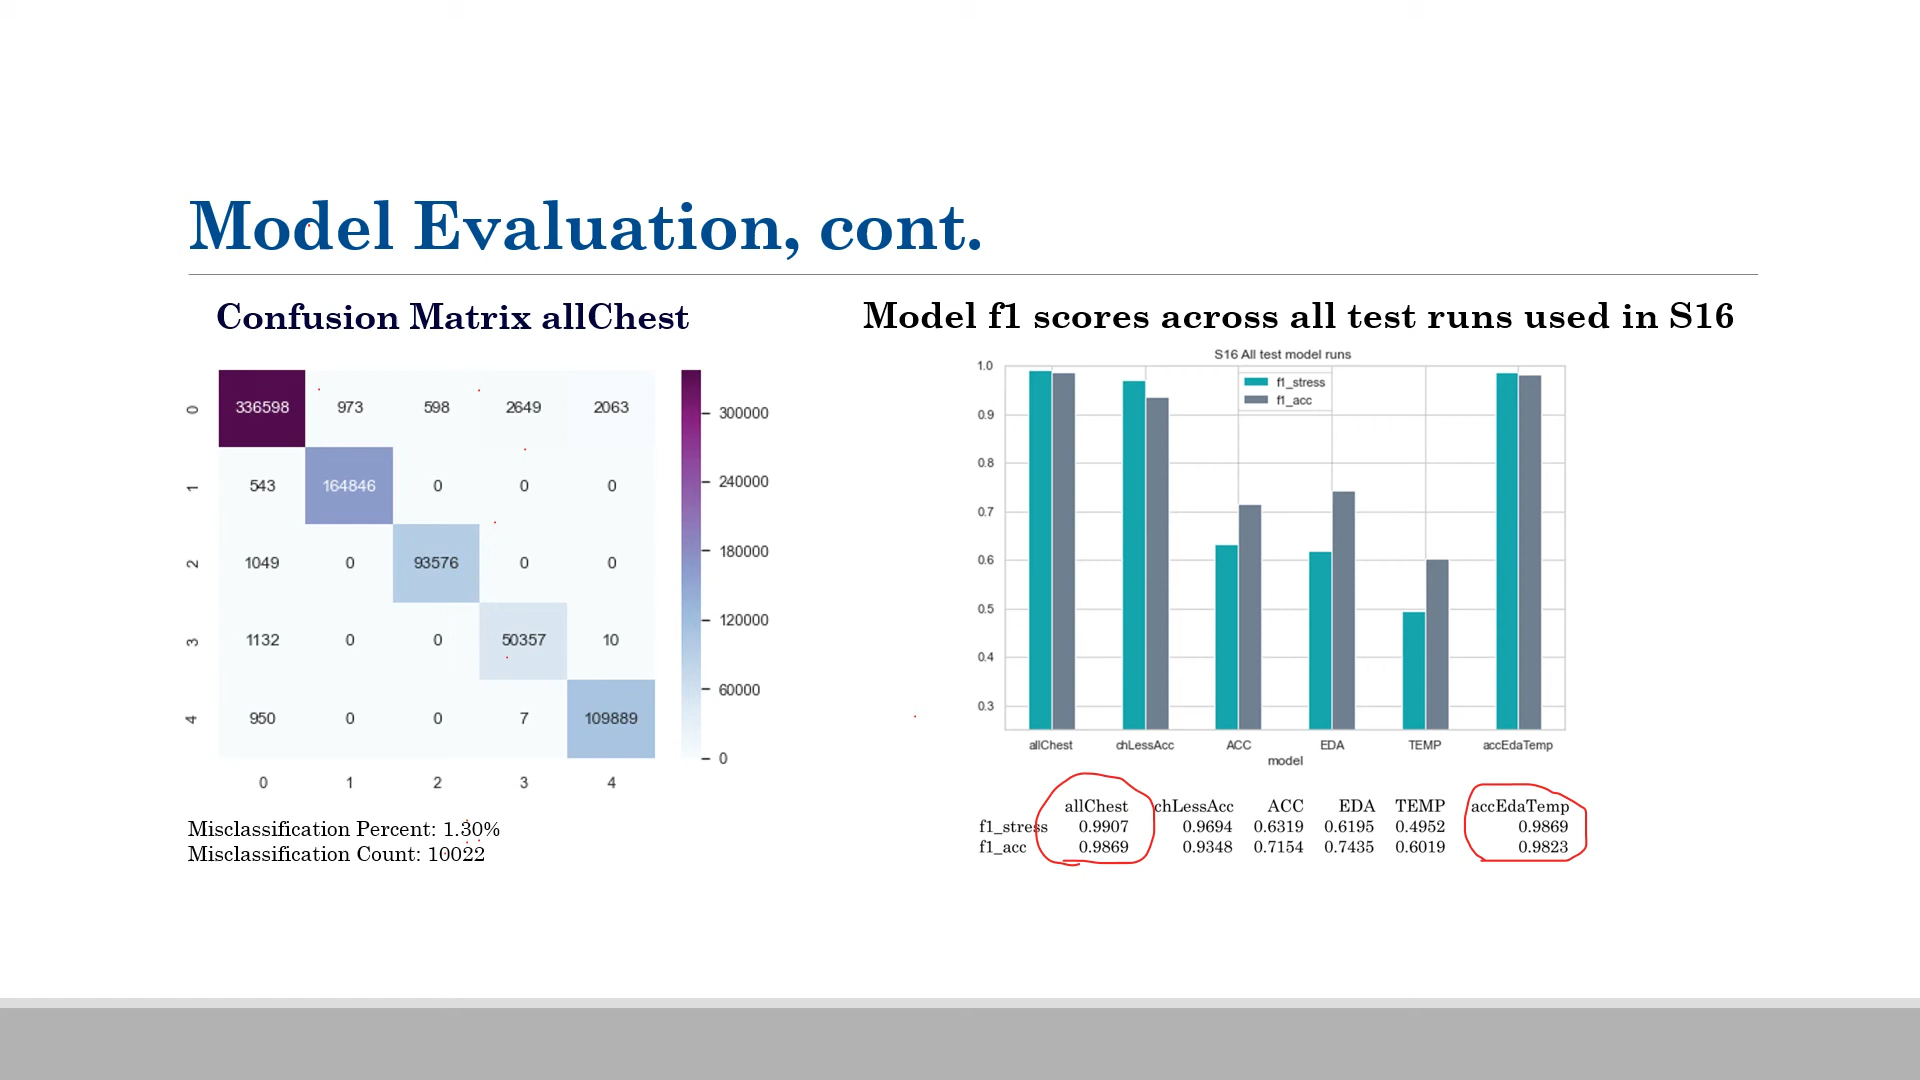 Model Evaluation, cont.
Confusion Matrix allChest
0 336598 973 598 2649 2063
1 543 164846 0 0 0
2 1049 0 93576 0 0
3 1132 0 0 50357 10
4 950 0 0 7 109889
0 1 2 3 4
300000
240000
180000
120000
60000
0
Misclassification Percent: 1.30%
Misclassification Count: 10022
Model f1 scores across all test runs used in S16
S16 All test model runs
f1_stress
f1_acc
1.0
0.9
0.8
0.7
0.6
0.5
0.4
0.3
allChest chLessAcc ACC EDA TEMP accEdaTemp
model
allChest chLessAcc ACC EDA TEMP accEdaTemp
f1_stress 0.9907 0.9694 0.6319 0.6195 0.4952 0.9869
f1_acc 0.9869 0.9348 0.7154 0.7435 0.6019 0.9823